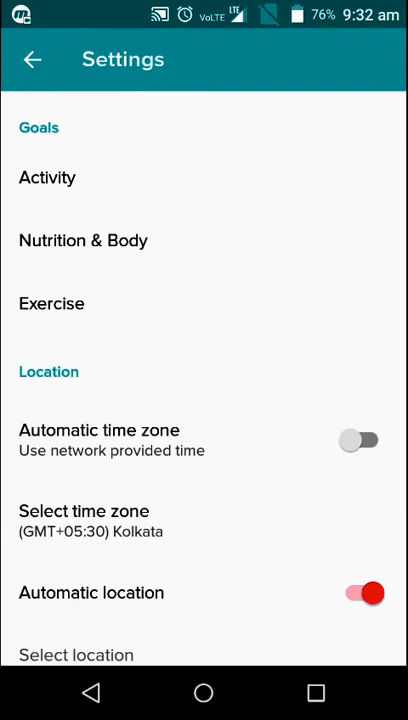 VoLTE LTE 76% 9:32 am
Settings
Goals
Activity
Nutrition & Body
Exercise
Location
Automatic time zone
Use network provided time
Select time zone
(GMT+05:30) Kolkata
Automatic location
Select location